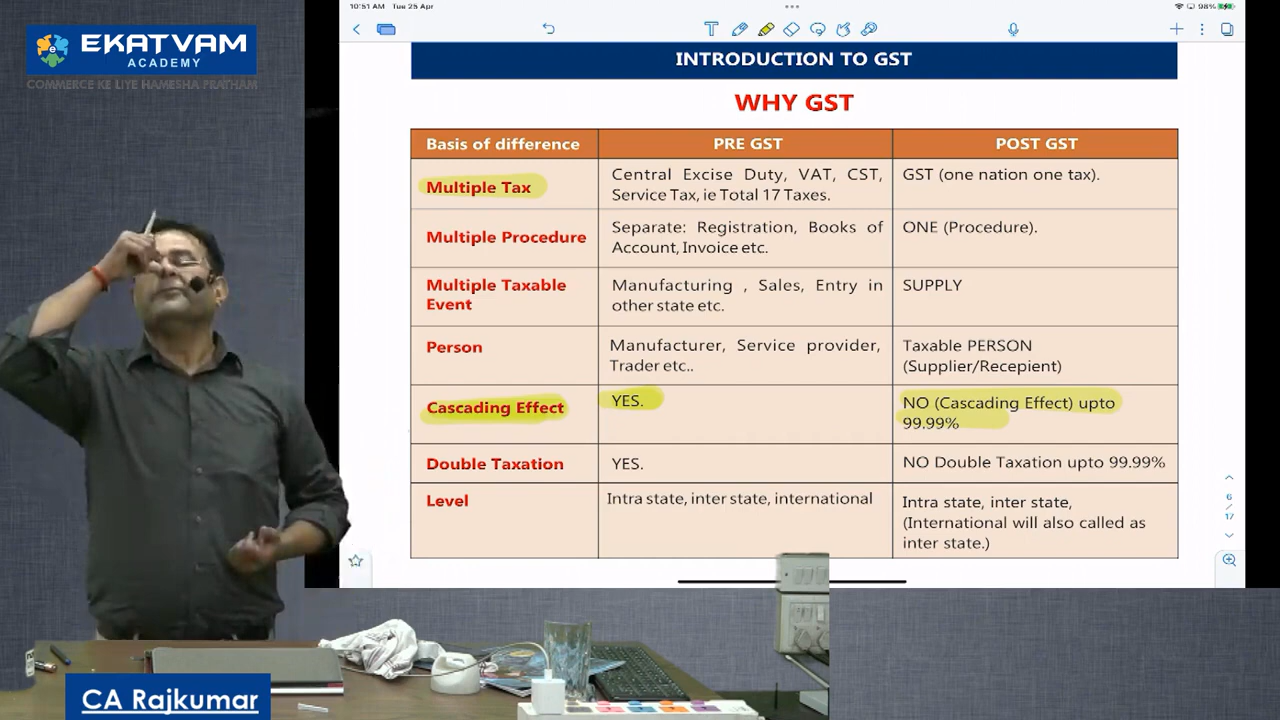 EKATVAM
ACADEMY
COMMERCE KE LIYE HAMESHA PRATHAM
10:51 AM Tue 25 Apr
98%
INTRODUCTION TO GST
WHY GST
Basis of difference
PRE GST
POST GST
Multiple Tax
Central Excise Duty, VAT, CST,
Service Tax, ie Total 17 Taxes.
GST (one nation one tax).
Multiple Procedure
Separate: Registration, Books of
Account, Invoice etc.
ONE (Procedure).
Multiple Taxable
Event
Manufacturing , Sales, Entry in
other state etc.
SUPPLY
Person
Manufacturer, Service provider,
Trader etc..
Taxable PERSON
(Supplier/Recepient)
Cascading Effect
YES.
NO (Cascading Effect) upto
99.99%
Double Taxation
YES.
NO Double Taxation upto 99.99%
Level
Intra state, inter state, international
Intra state, inter state,
(International will also called as
inter state.)
6
/
17
CA Rajkumar